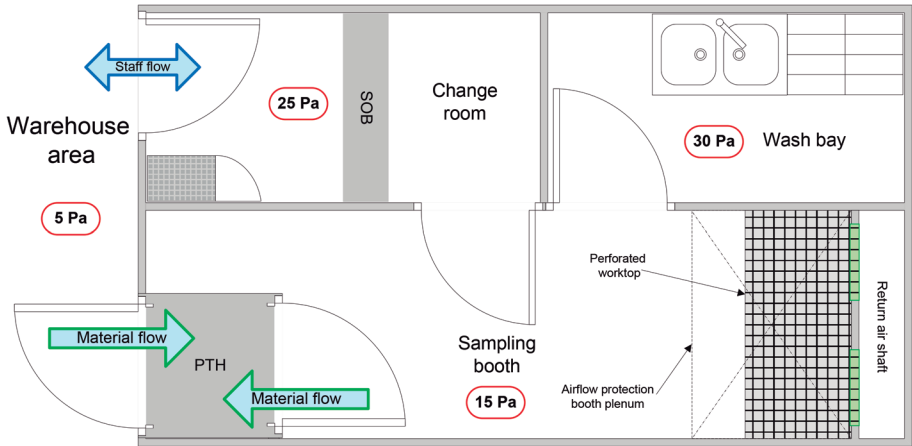 Staff flow
25 Pa
SOB
Change
room
30 Pa
Wash bay
Warehouse
area
5 Pa
Perforated
worktop
Return air shaft
Material flow
PTH
Material flow
Sampling
booth
15 Pa
Airflow protection
booth plenum